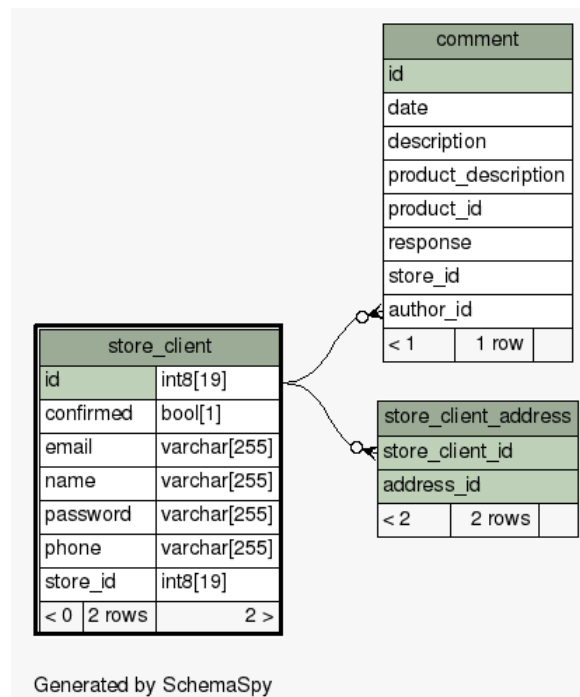 comment
id
date
description
product_description
product_id
response
store_id
author_id
< 1 1 row
store_client
id int8[19]
confirmed bool[1]
email varchar[255]
name varchar[255]
password varchar[255]
phone varchar[255]
store_id int8[19]
< 0 2 rows 2 >
store_client_address
store_client_id
address_id
< 2 2 rows
Generated by SchemaSpy